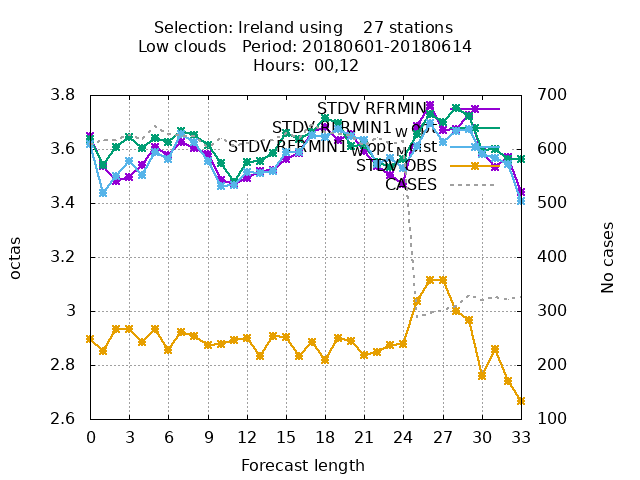 Selection: Ireland using 27 stations
Low clouds Period: 20180601-20180614
Hours: 00,12
3.8
3.6
3.4
3.2
3
2.8
2.6
700
600
500
400
300
200
100
octas
No cases
STDV RFRMIN
STDV RFRMIN1 W opt
STDV OBS
CASES
0 3 6 9 12 15 18 21 24 27 30 33
Forecast length